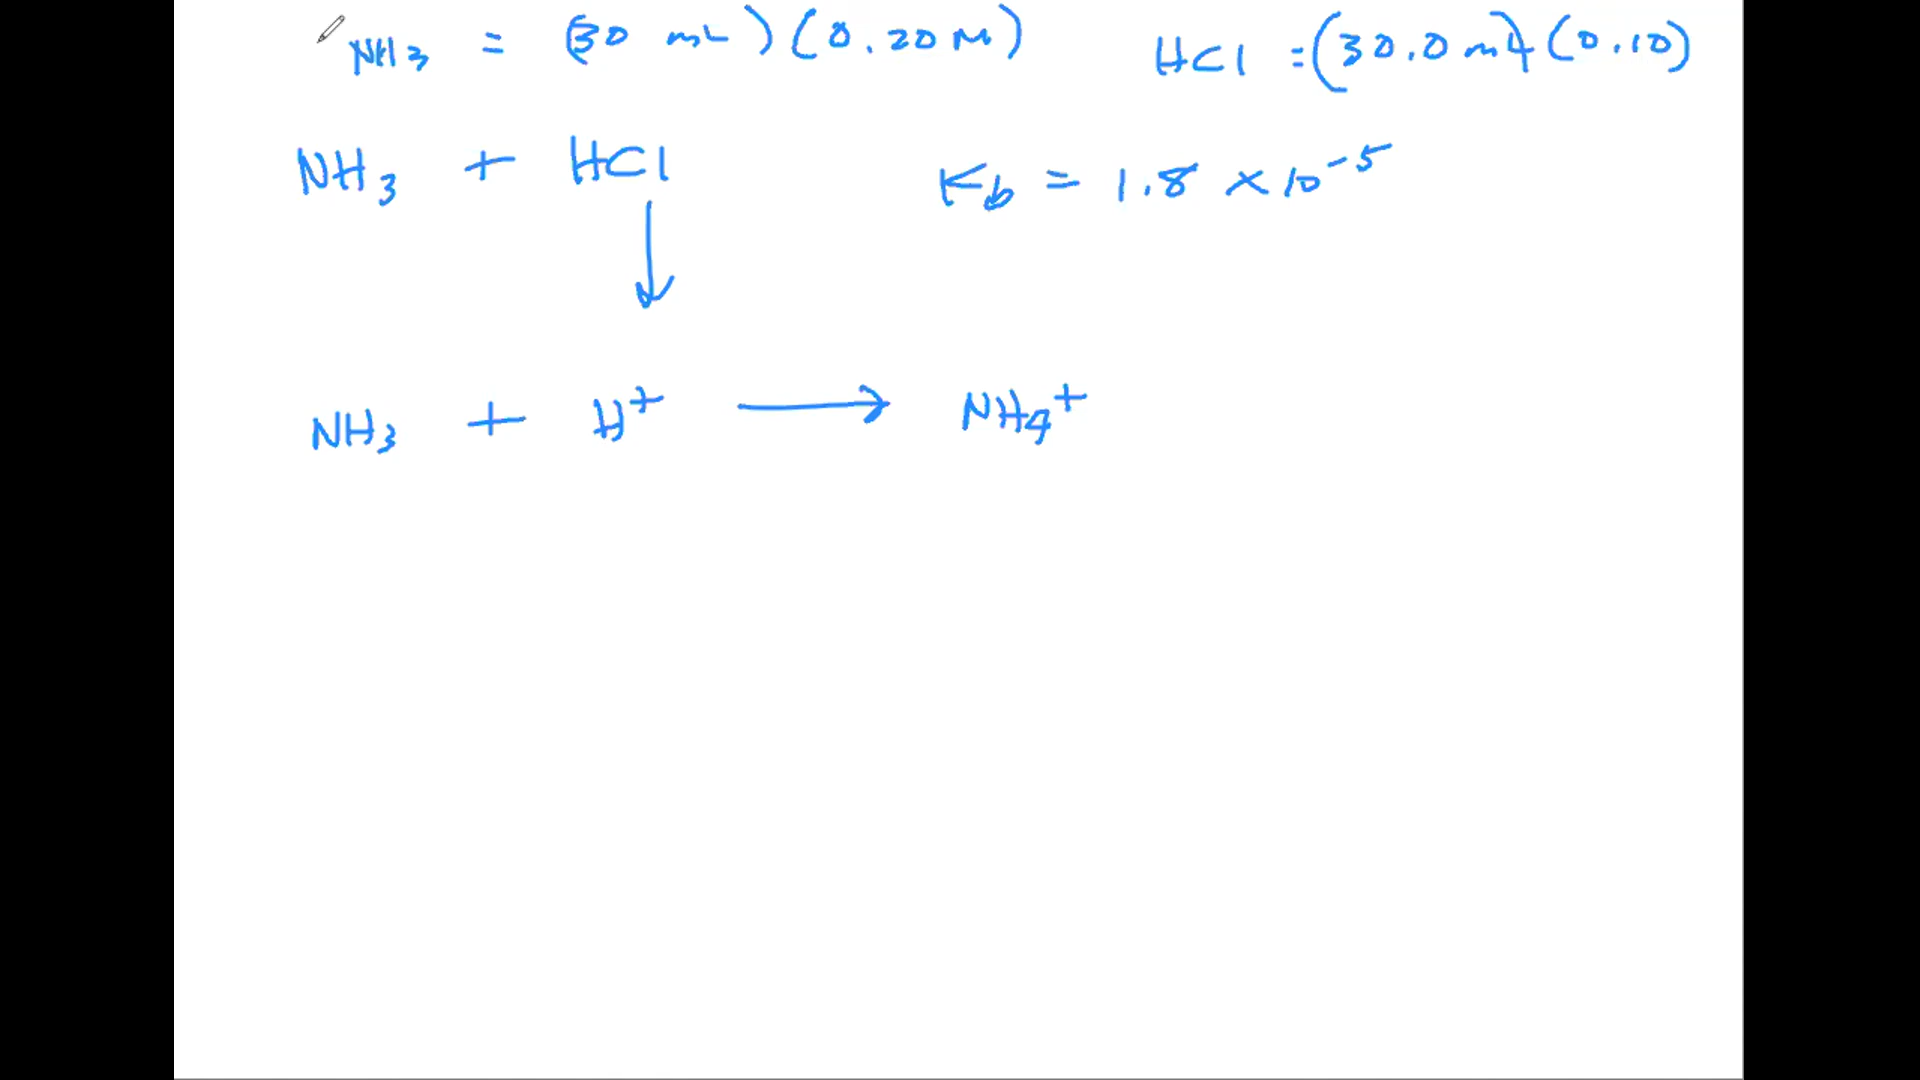 NH3 = (30 mL) (0.20 M) HCl = (30.0 mL) (0.10)
NH3 + HCl Kb = 1.8 × 10^-5
↓
NH3 + H+ → NH4+